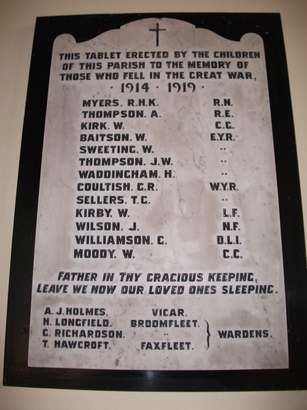 THIS TABLET ERECTED BY THE CHILDREN
OF THIS PARISH TO THE MEMORY OF
THOSE WHO FELL IN THE GREAT WAR,
· 1914 · 1919 ·
MYERS. R.H.K. R.N.
THOMPSON. A. R.E.
KIRK. W. C.C.
BAITSON. W. E.Y.R.
SWEETING. W. "
THOMPSON. J.W. "
WADDINGHAM. H. "
COULTISH. C.R. W.Y.R.
SELLERS. T.C. "
KIRBY. W. L.F.
WILSON. J. N.F.
WILLIAMSON. C. D.L.I.
MOODY. W. C.C.
FATHER IN THY GRACIOUS KEEPING,
LEAVE WE NOW OUR LOVED ONES SLEEPING.
A. J. HOLMES. VICAR.
H. LONGFIELD. BROOMFLEET.
C. RICHARDSON. " } WARDENS.
T. HAWCROFT. FAXFLEET.